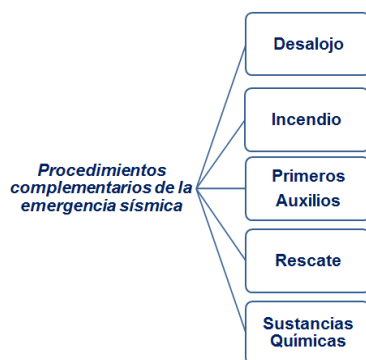 Procedimientos
complementarios de la
emergencia sísmica
Desalojo
Incendio
Primeros
Auxilios
Rescate
Sustancias
Químicas